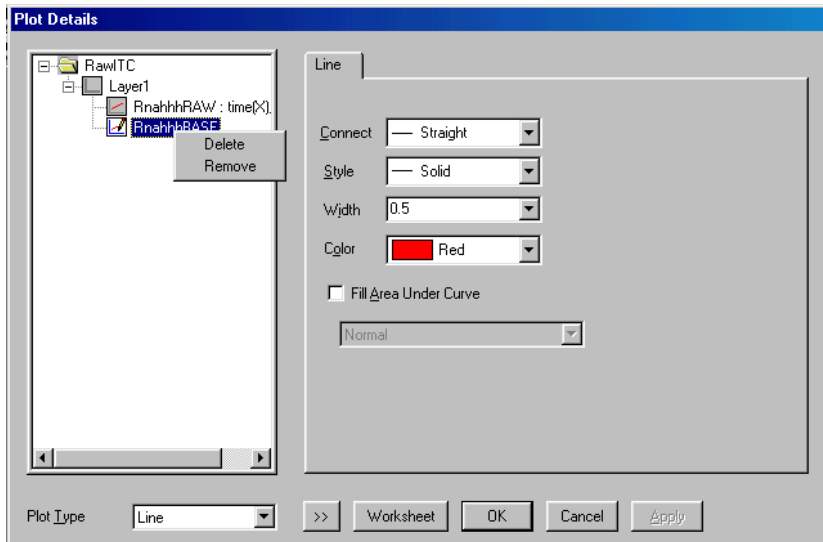 Plot Details
RawITC
Layer1
RnahhhRAW : time(X),
RnahhhBASE
Delete
Remove
Line
Connect
Straight
Style
Solid
Width
0.5
Color
Red
Fill Area Under Curve
Normal
Plot Type
Line
>>
Worksheet
OK
Cancel
Apply